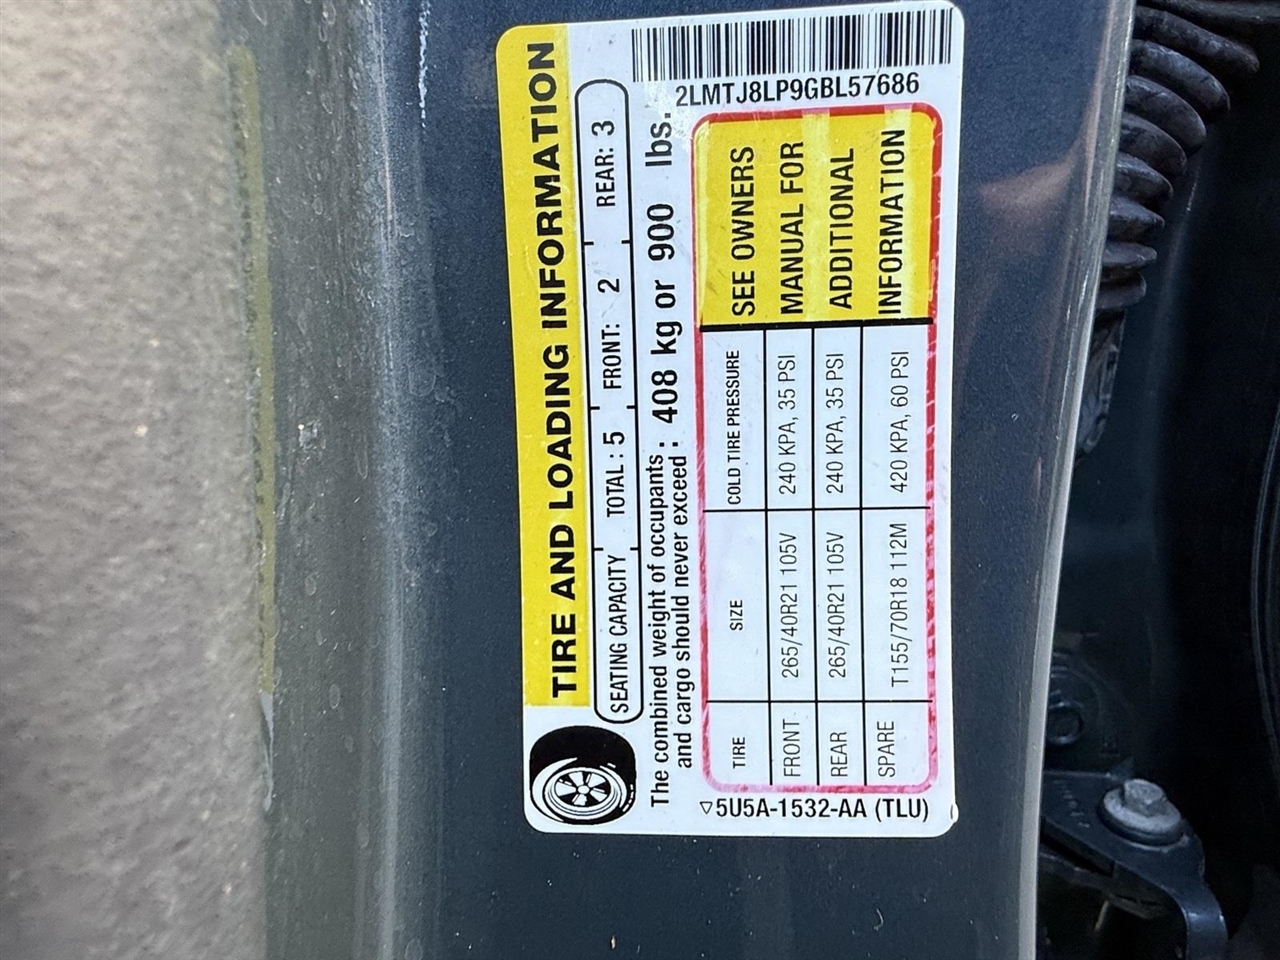 2LMTJ8LP9GBL57686
TIRE AND LOADING INFORMATION
SEATING CAPACITY TOTAL : 5 FRONT: 2 REAR: 3
The combined weight of occupants and cargo should never exceed : 408 kg or 900 lbs.
TIRE SIZE COLD TIRE PRESSURE
FRONT 265/40R21 105V 240 KPA, 35 PSI
REAR 265/40R21 105V 240 KPA, 35 PSI
SPARE T155/70R18 112M 420 KPA, 60 PSI
SEE OWNERS
MANUAL FOR
ADDITIONAL
INFORMATION
▽5U5A-1532-AA (TLU)